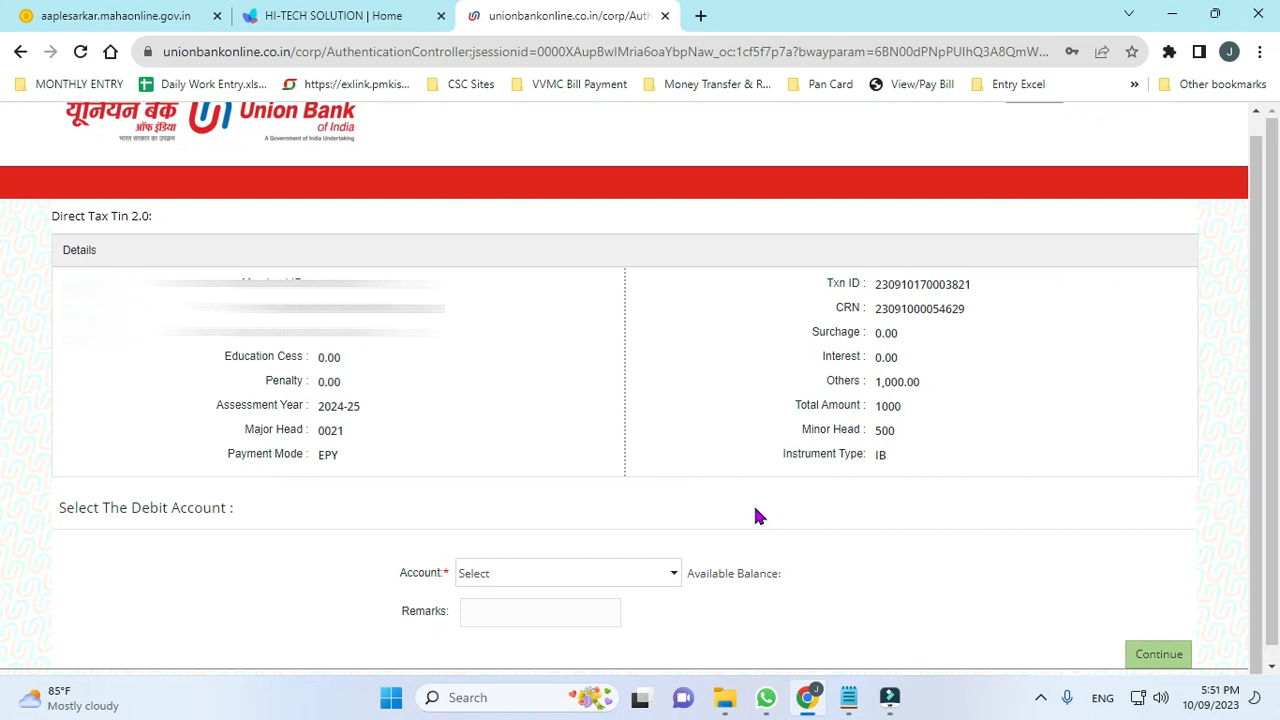 aaplesarkar.mahaonline.gov.in
HI-TECH SOLUTION | Home
unionbankonline.co.in/corp/Auth
unionbankonline.co.in/corp/AuthenticationController;jsessionid=0000XAupBwIMria6oaYbpNaw_oc:1cf5f7p7a?bwayparam=6BN00dPNpPUIhQ3A8QmW...
MONTHLY ENTRY
Daily Work Entry.xls...
https://exlink.pmkis...
CSC Sites
VVMC Bill Payment
Money Transfer & R...
Pan Card
View/Pay Bill
Entry Excel
»
Other bookmarks
यूनियन बैंक
ऑफ इंडिया
भारत सरकार का उपक्रम
Union Bank
of India
A Government of India Undertaking
Direct Tax Tin 2.0:
Details
Txn ID : 230910170003821
CRN : 23091000054629
Surchage : 0.00
Education Cess : 0.00
Interest : 0.00
Penalty : 0.00
Others : 1,000.00
Assessment Year : 2024-25
Total Amount : 1000
Major Head : 0021
Minor Head : 500
Payment Mode : EPY
Instrument Type: IB
Select The Debit Account :
Account:* Select Available Balance:
Remarks:
Continue
85°F
Mostly cloudy
Search
J
ENG
5:51 PM
10/09/2023